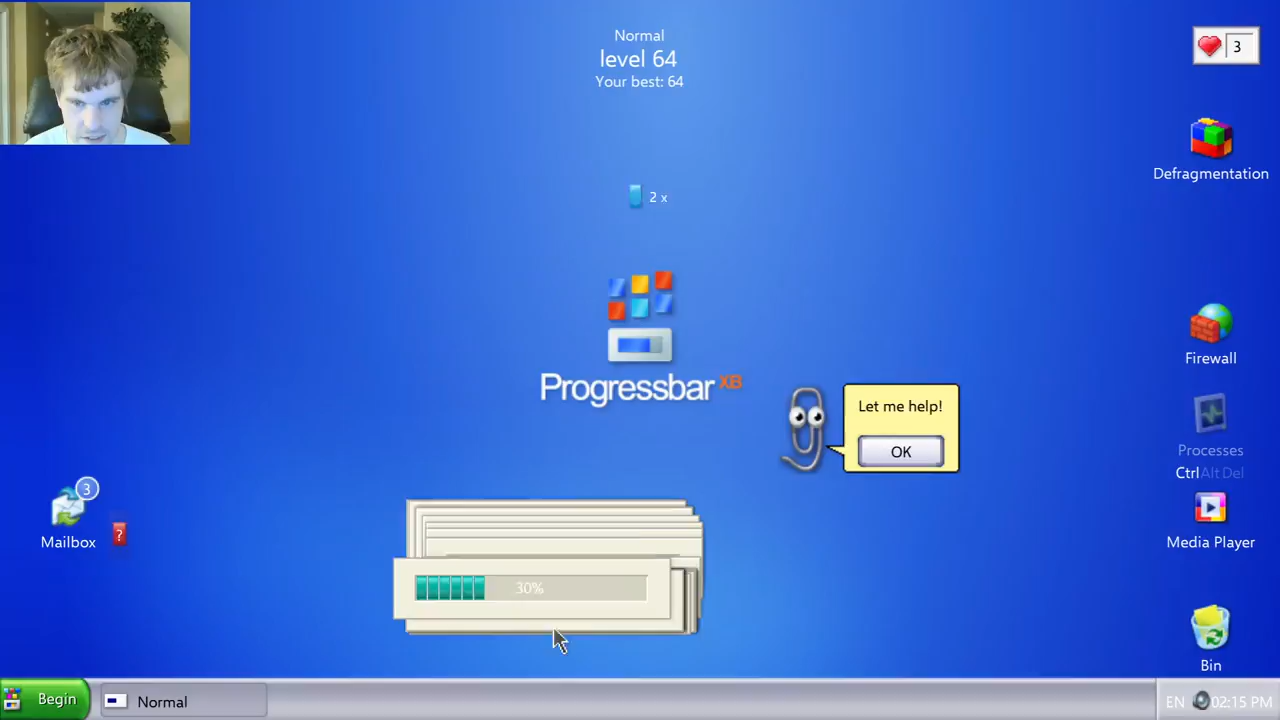 Normal
level 64
Your best: 64
3
Defragmentation
2 x
Progressbar XB
Firewall
Let me help!
OK
Processes
Ctrl Alt Del
3
Mailbox
?
Media Player
30%
Bin
Begin
Normal
EN
02:15 PM